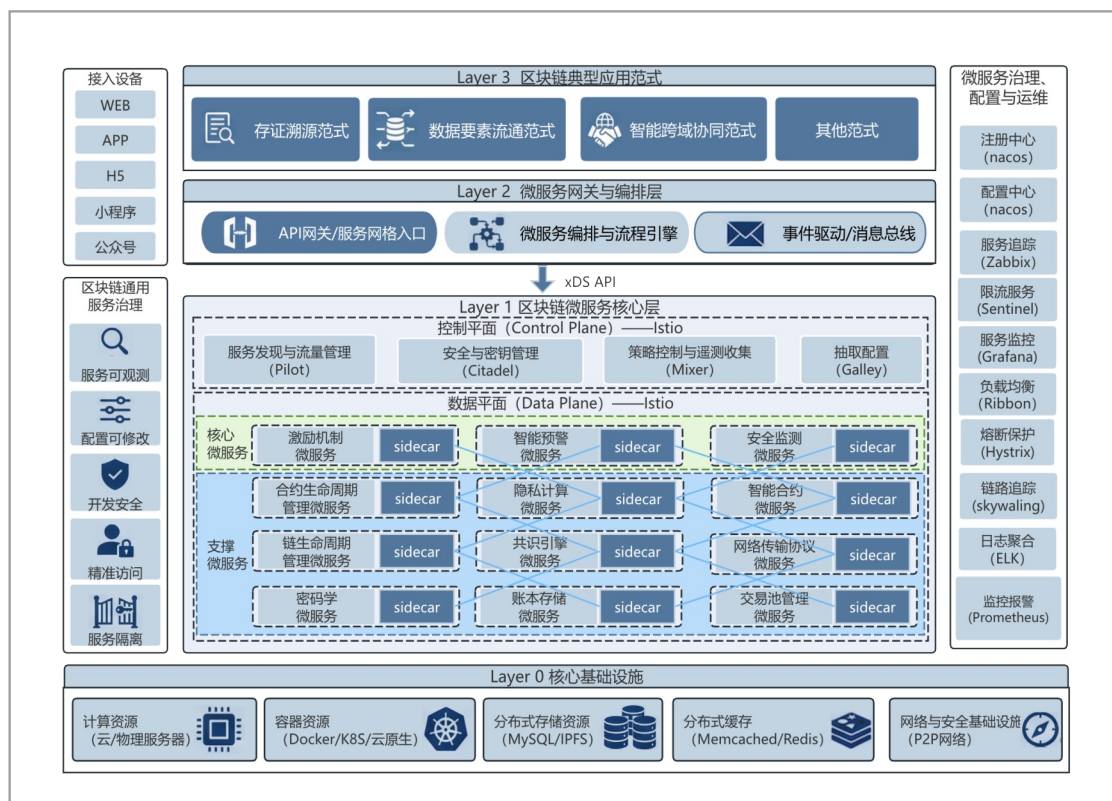 接入设备
WEB
APP
H5
小程序
公众号
区块链通用
服务治理
服务可观测
配置可修改
开发安全
精准访问
服务隔离
Layer 3 区块链典型应用范式
存证溯源范式
数据要素流通范式
智能跨域协同范式
其他范式
Layer 2 微服务网关与编排层
API网关/服务网格入口
微服务编排与流程引擎
事件驱动/消息总线
xDS API
Layer 1 区块链微服务核心层
控制平面（Control Plane）——Istio
服务发现与流量管理
(Pilot)
安全与密钥管理
(Citadel)
策略控制与遥测收集
(Mixer)
抽取配置
(Galley)
数据平面（Data Plane）——Istio
核心
微服务
激励机制
微服务
sidecar
智能预警
微服务
sidecar
安全监测
微服务
sidecar
支撑
微服务
合约生命周期
管理微服务
sidecar
隐私计算
微服务
sidecar
智能合约
微服务
sidecar
链生命周期
管理微服务
sidecar
共识引擎
微服务
sidecar
网络传输协议
微服务
sidecar
密码学
微服务
sidecar
账本存储
微服务
sidecar
交易池管理
微服务
sidecar
微服务治理、
配置与运维
注册中心
(nacos)
配置中心
(nacos)
服务追踪
(Zabbix)
限流服务
(Sentinel)
服务监控
(Grafana)
负载均衡
(Ribbon)
熔断保护
(Hystrix)
链路追踪
(skywaling)
日志聚合
(ELK)
监控报警
(Prometheus)
Layer 0 核心基础设施
计算资源
（云/物理服务器）
容器资源
（Docker/K8S/云原生）
分布式存储资源
（MySQL/IPFS）
分布式缓存
（Memcached/Redis）
网络与安全基础设施
（P2P网络）